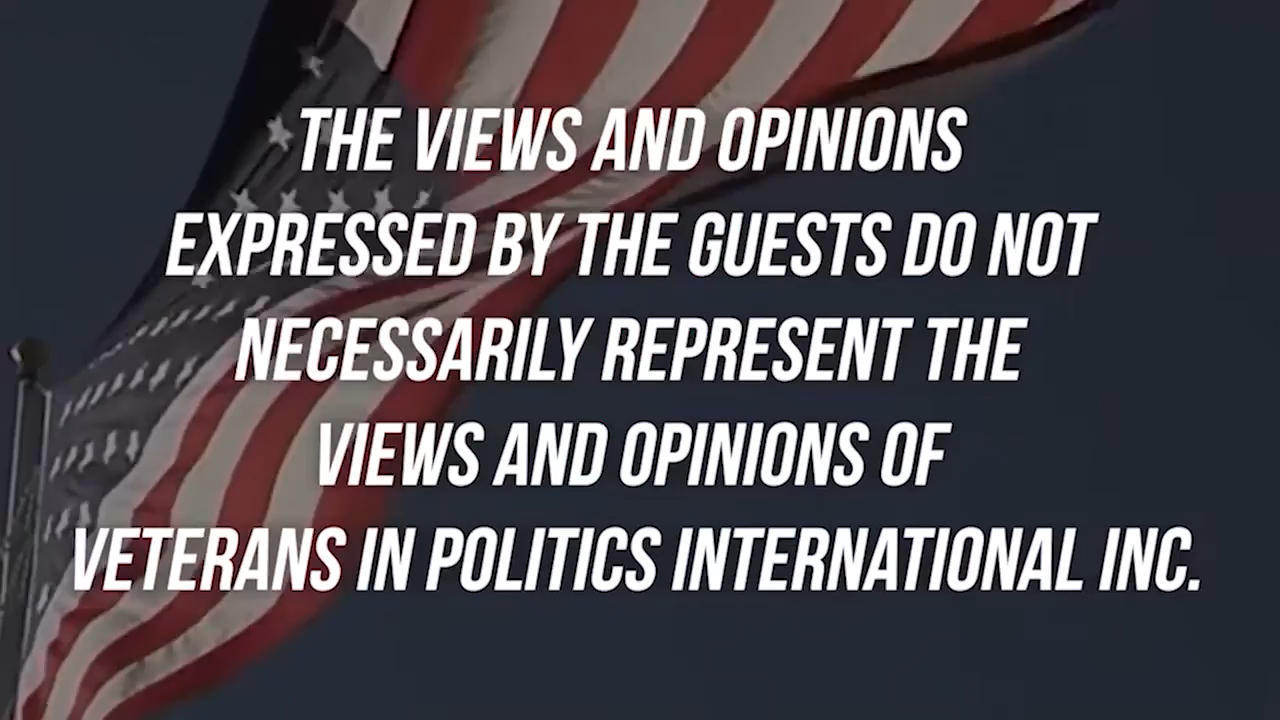 THE VIEWS AND OPINIONS
EXPRESSED BY THE GUESTS DO NOT
NECESSARILY REPRESENT THE
VIEWS AND OPINIONS OF
VETERANS IN POLITICS INTERNATIONAL INC.